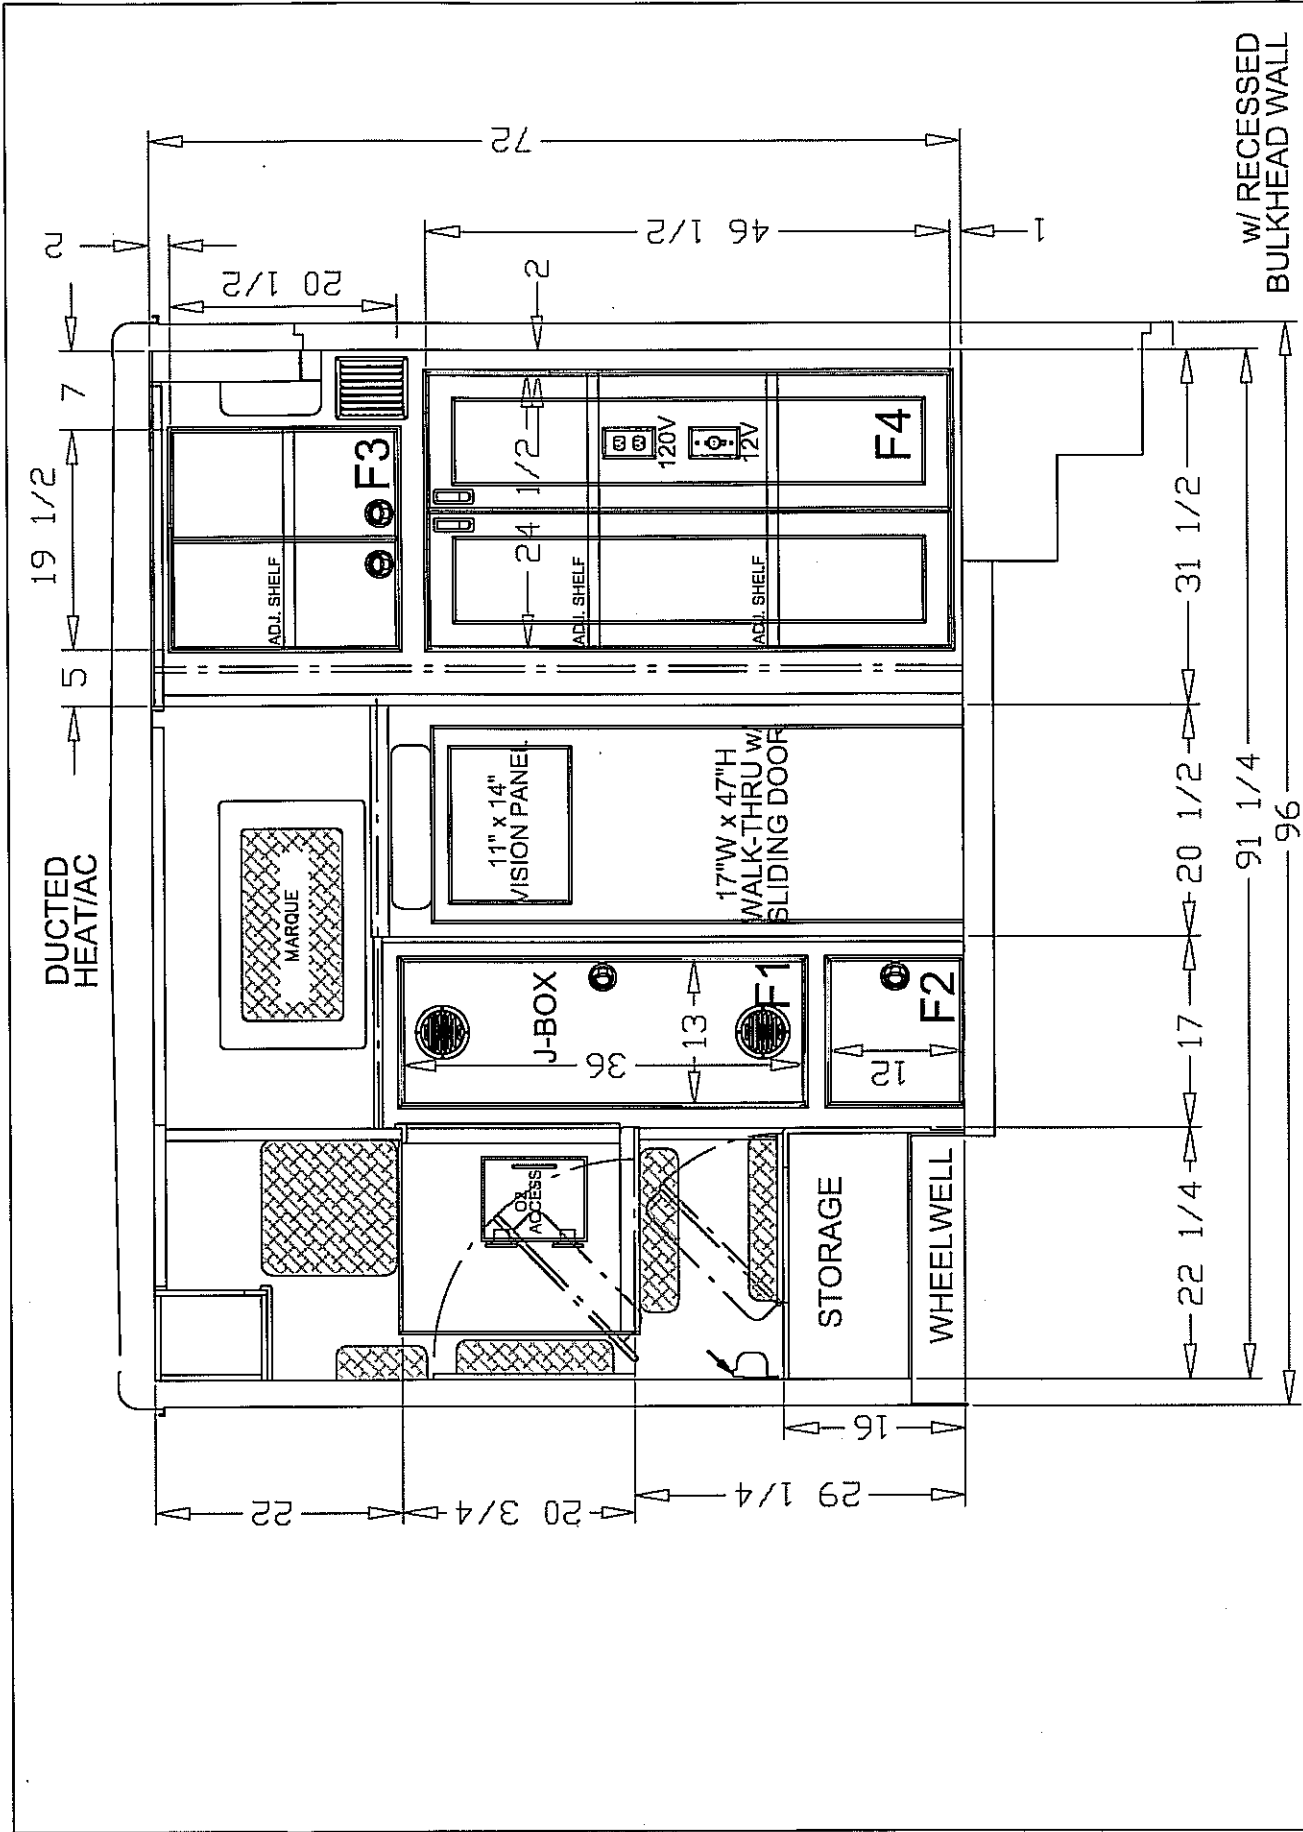 DUCTED
HEAT/AC
5
19 1/2
7
2
20 1/2
2
46 1/2
72
1
MARQUE
ADJ. SHELF
F3
11" x 14"
VISION PANEL
17"W x 47"H
WALK-THRU W/
SLIDING DOOR
24 1/2
ADJ. SHELF
ADJ. SHELF
120V
12V
F4
J-BOX
36
13
F1
12
F2
O2
ACCESS
STORAGE
WHEELWELL
22
20 3/4
29 1/4
16
22 1/4
17
20 1/2
31 1/2
91 1/4
96
W/ RECESSED
BULKHEAD WALL